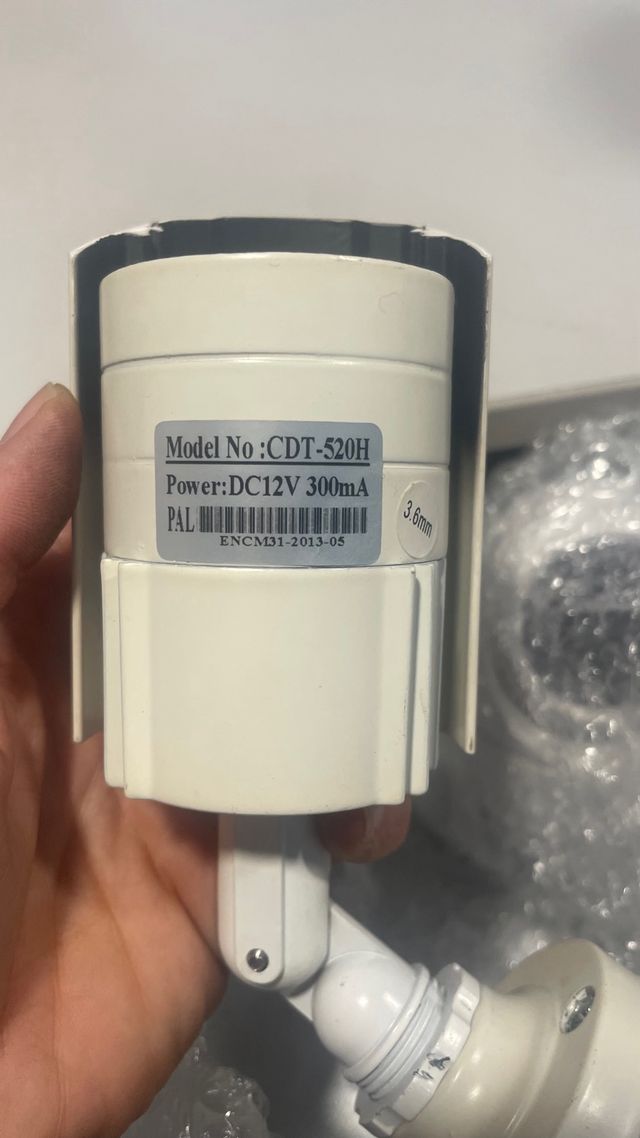 Model No :CDT-520H
Power:DC12V 300mA
PAL
ENCM31-2013-05
3.6mm